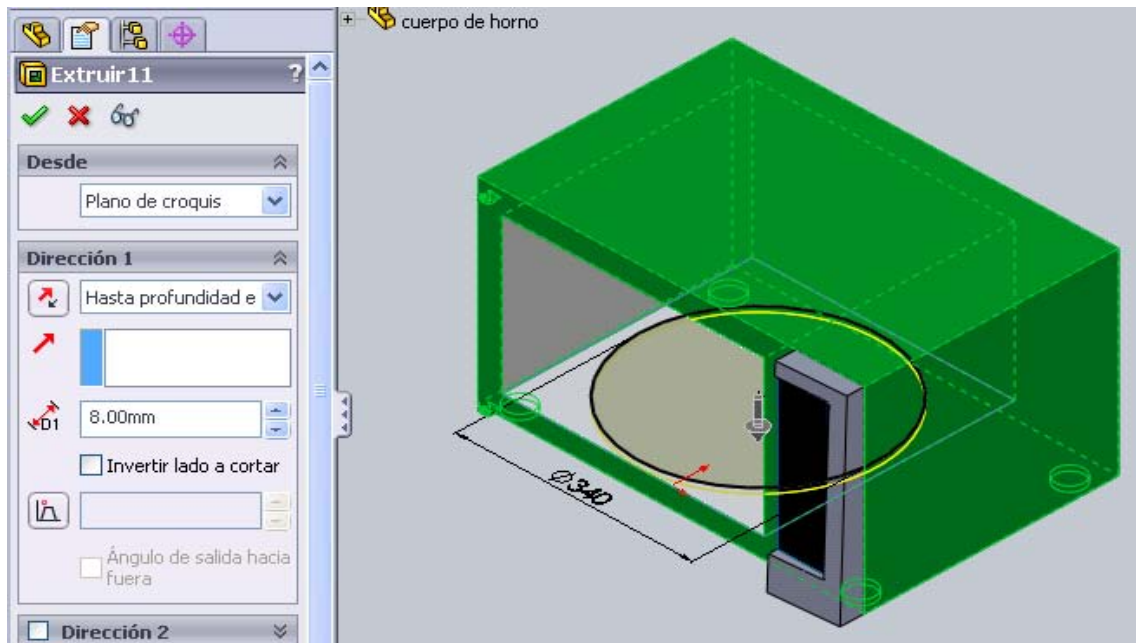 cuerpo de horno
Extruir11
?
Desde
Plano de croquis
Dirección 1
Hasta profundidad e
D1
8.00mm
Invertir lado a cortar
Ángulo de salida hacia
fuera
Dirección 2
Ø340